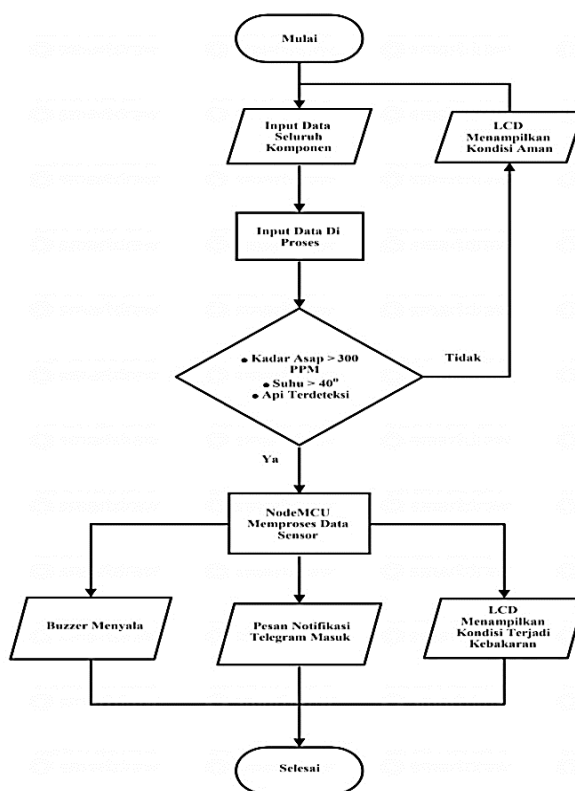 Mulai
Input Data
Seluruh
Komponen
LCD
Menampilkan
Kondisi Aman
Input Data Di
Proses
• Kadar Asap > 300
PPM
• Suhu > 40°
• Api Terdeteksi
Tidak
Ya
NodeMCU
Memproses Data
Sensor
Buzzer Menyala
Pesan Notifikasi
Telegram Masuk
LCD
Menampilkan
Kondisi Terjadi
Kebakaran
Selesai